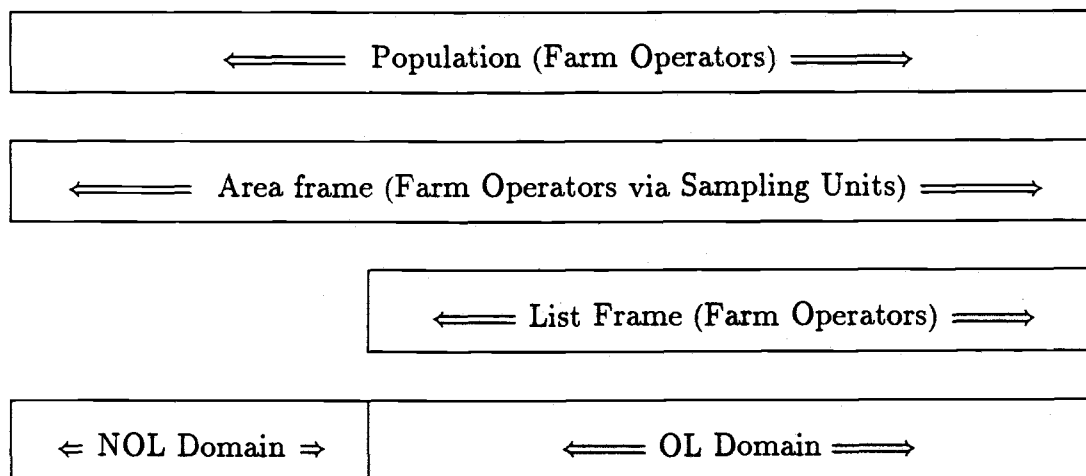 ⟸ Population (Farm Operators) ⟹
⟸ Area frame (Farm Operators via Sampling Units) ⟹
⟸ List Frame (Farm Operators) ⟹
⇐ NOL Domain ⇒ ⟸ OL Domain ⟹